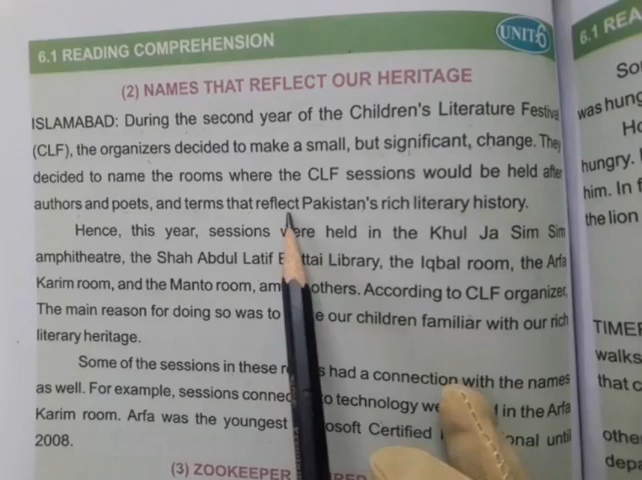 6.1 READING COMPREHENSION
UNIT:6
(2) NAMES THAT REFLECT OUR HERITAGE
ISLAMABAD: During the second year of the Children's Literature Festiva
(CLF), the organizers decided to make a small, but significant, change. They
decided to name the rooms where the CLF sessions would be held after
authors and poets, and terms that reflect Pakistan's rich literary history.
Hence, this year, sessions were held in the Khul Ja Sim Sim
amphitheatre, the Shah Abdul Latif B ttai Library, the Iqbal room, the Arfa
Karim room, and the Manto room, am others. According to CLF organizer,
The main reason for doing so was to e our children familiar with our rich
literary heritage.
Some of the sessions in these r s had a connection with the names
as well. For example, sessions connec to technology we in the Arfa
Karim room. Arfa was the youngest osoft Certified onal until
2008.
(3) ZOOKEEPER
6.1 REA
So
was hung
Ho
hungry.
him. In f
the lion
TIME
walks
that c
othe
depa